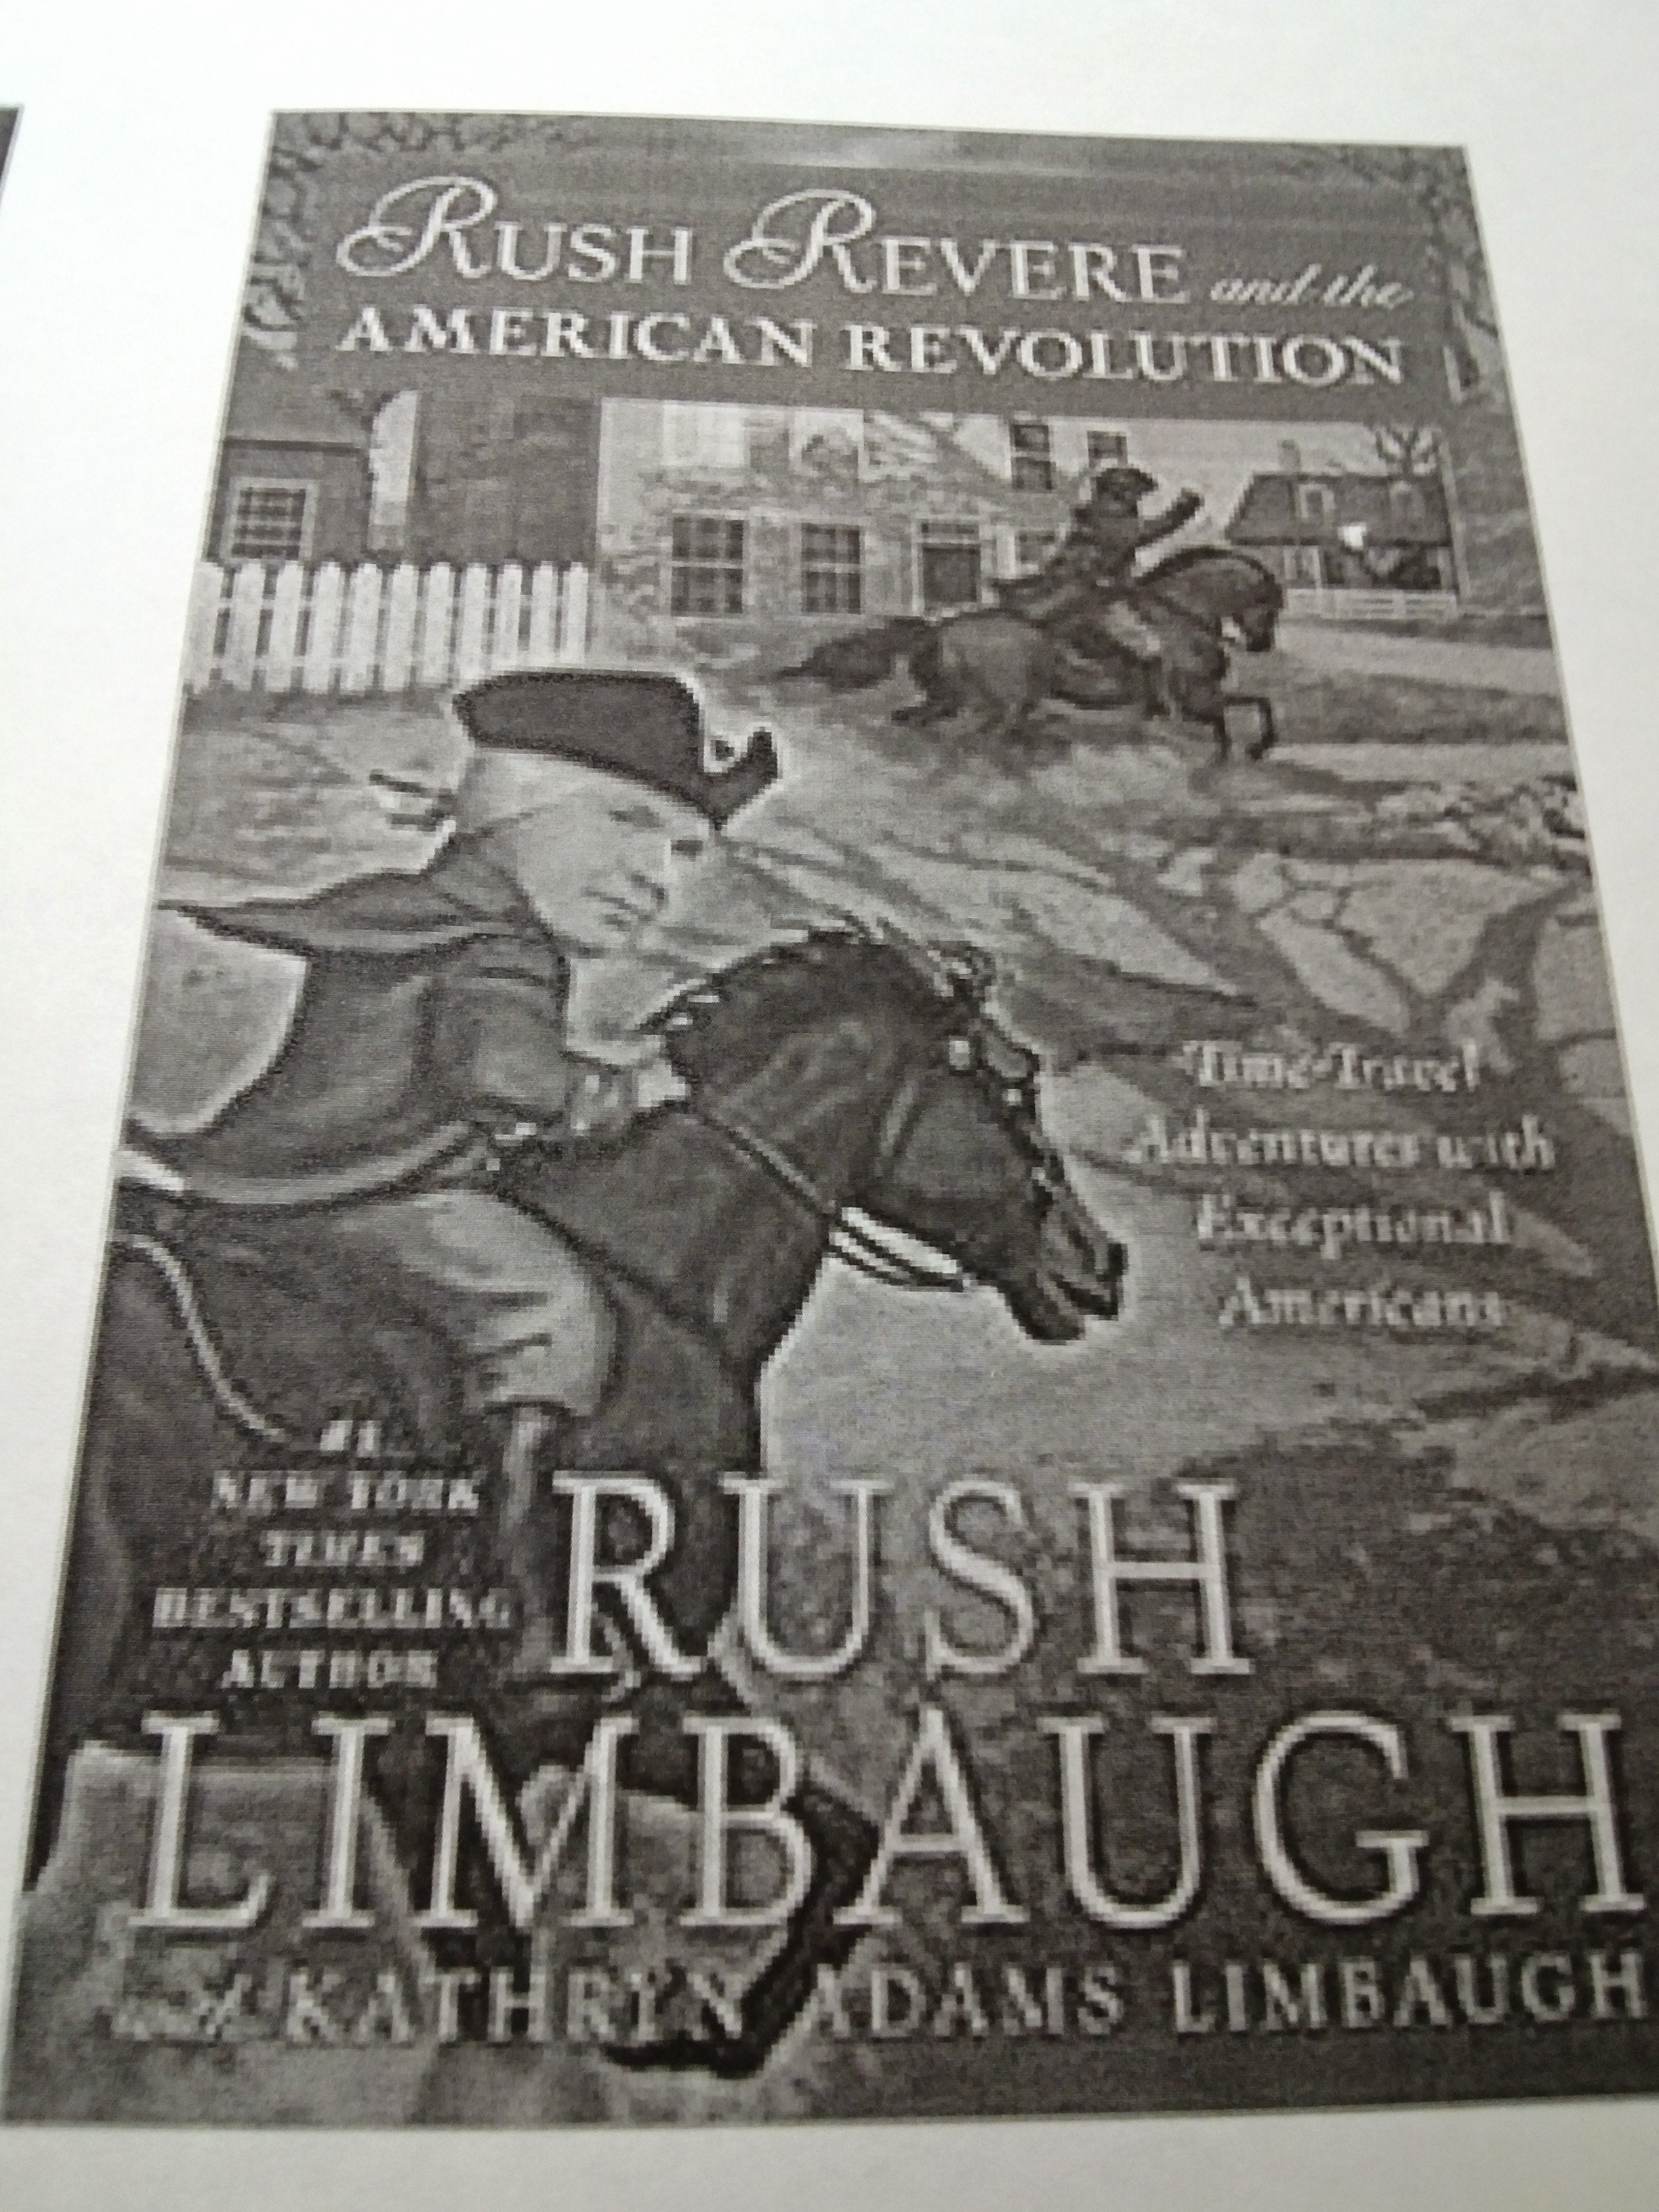 RUSH REVERE and the
AMERICAN REVOLUTION
Time-Travel
Adventures with
Exceptional
Americans
#1
NEW YORK
TIMES
BESTSELLING
AUTHOR
RUSH
LIMBAUGH
with KATHRYN ADAMS LIMBAUGH